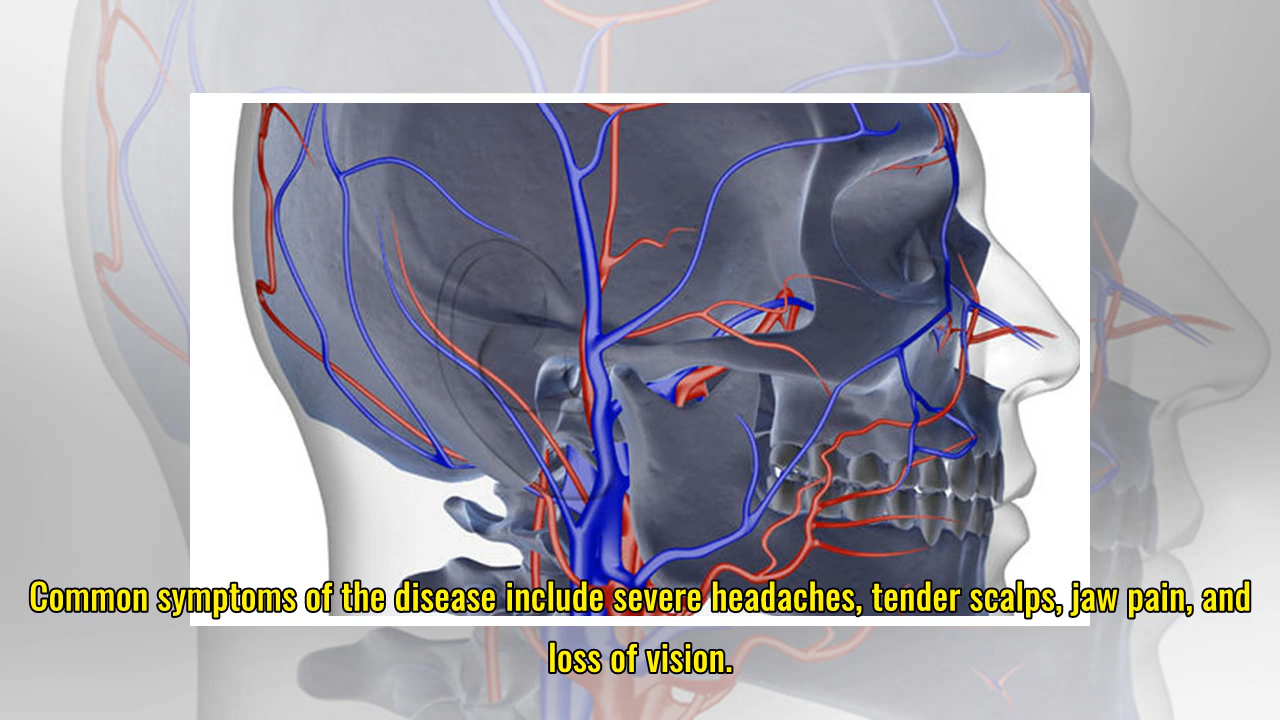 Common symptoms of the disease include severe headaches, tender scalps, jaw pain, and
loss of vision.